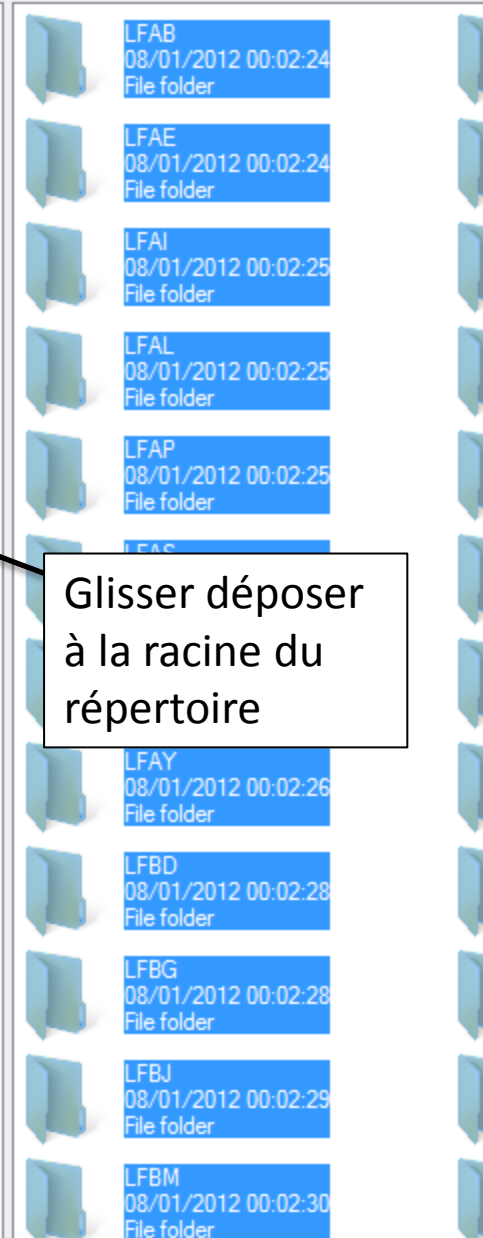 LFAB
08/01/2012 00:02:24
File folder
LFAE
08/01/2012 00:02:24
File folder
LFAI
08/01/2012 00:02:25
File folder
LFAL
08/01/2012 00:02:25
File folder
LFAP
08/01/2012 00:02:25
File folder
Glisser déposer
à la racine du
répertoire
LFAY
08/01/2012 00:02:26
File folder
LFBD
08/01/2012 00:02:28
File folder
LFBG
08/01/2012 00:02:28
File folder
LFBJ
08/01/2012 00:02:29
File folder
LFBM
08/01/2012 00:02:30
File folder